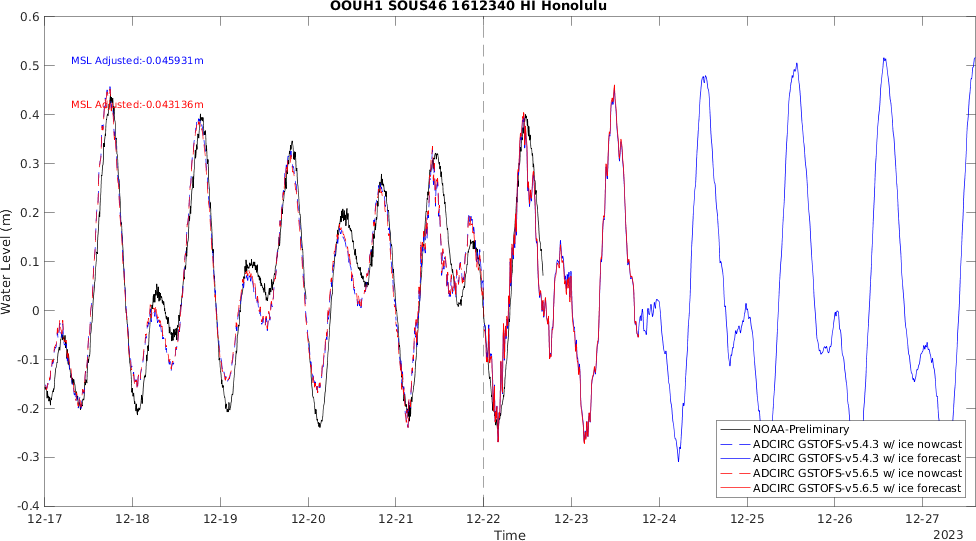 OOUH1 SOUS46 1612340 HI Honolulu
0.6
0.5
0.4
0.3
0.2
0.1
0
-0.1
-0.2
-0.3
-0.4
Water Level (m)
MSL Adjusted:-0.045931m
MSL Adjusted:-0.043136m
NOAA-Preliminary
ADCIRC GSTOFS-v5.4.3 w/ ice nowcast
ADCIRC GSTOFS-v5.4.3 w/ ice forecast
ADCIRC GSTOFS-v5.6.5 w/ ice nowcast
ADCIRC GSTOFS-v5.6.5 w/ ice forecast
12-17 12-18 12-19 12-20 12-21 12-22 12-23 12-24 12-25 12-26 12-27
Time
2023